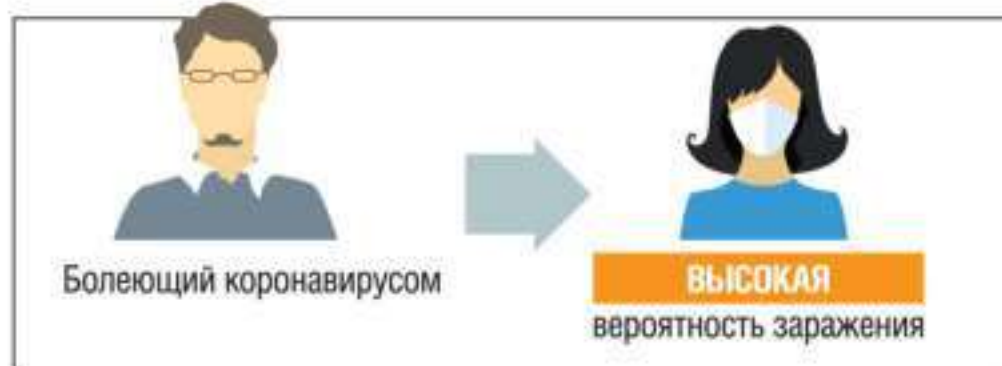 Болеющий коронавирусом
ВЫСОКАЯ
вероятность заражения